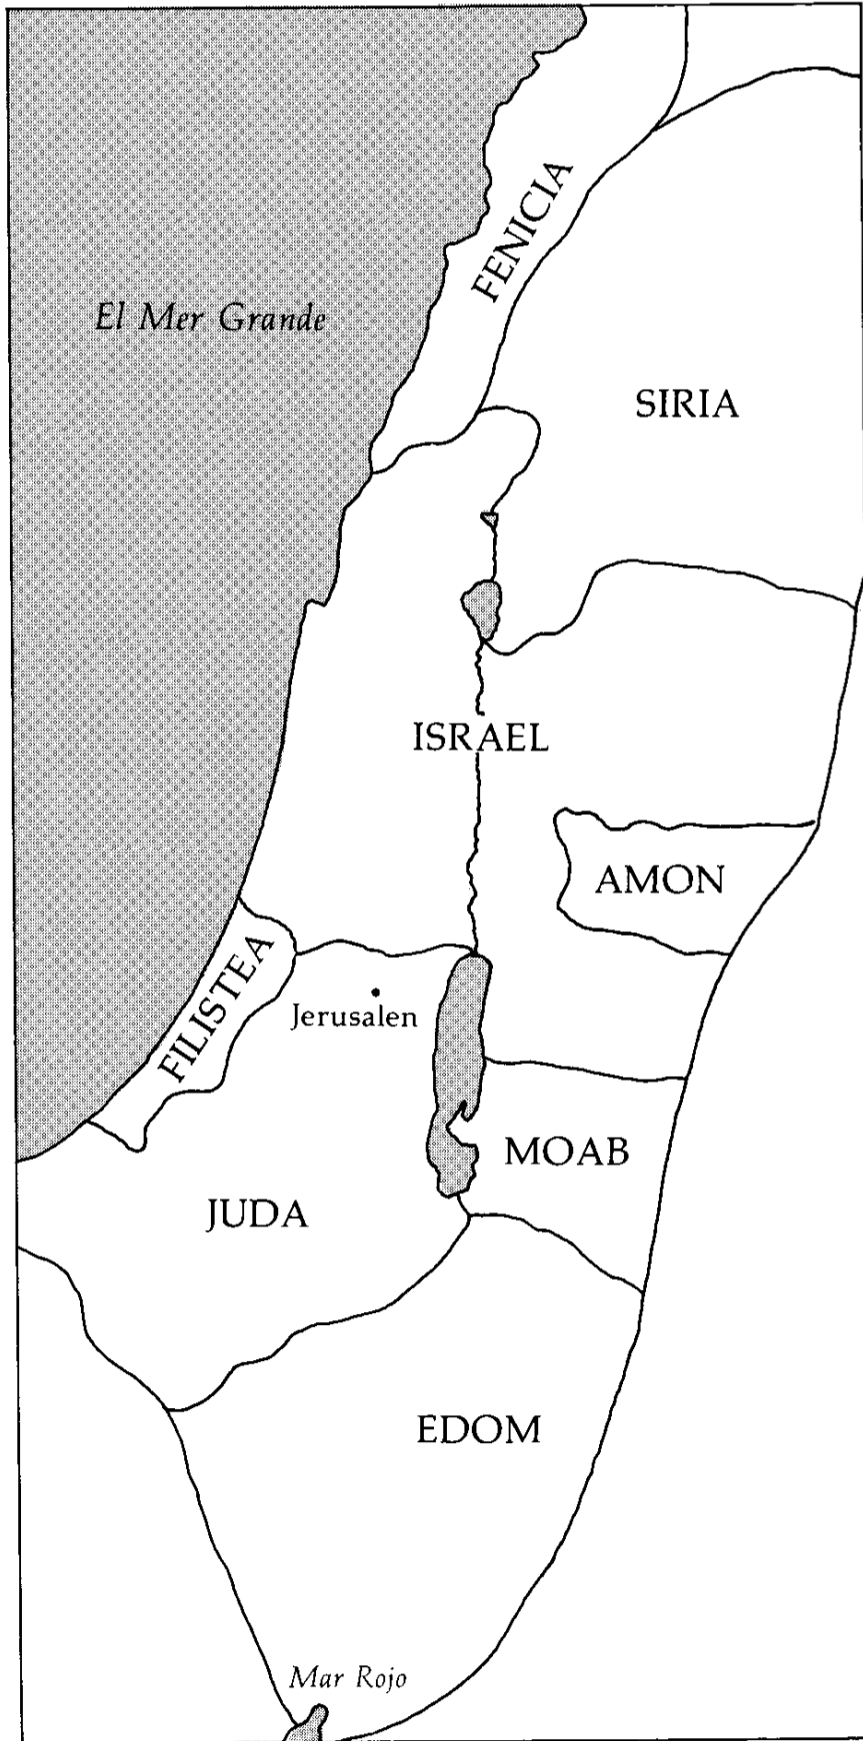 FENICIA
El Mer Grande
SIRIA
ISRAEL
AMON
FILISTEA
Jerusalen
MOAB
JUDA
EDOM
Mar Rojo